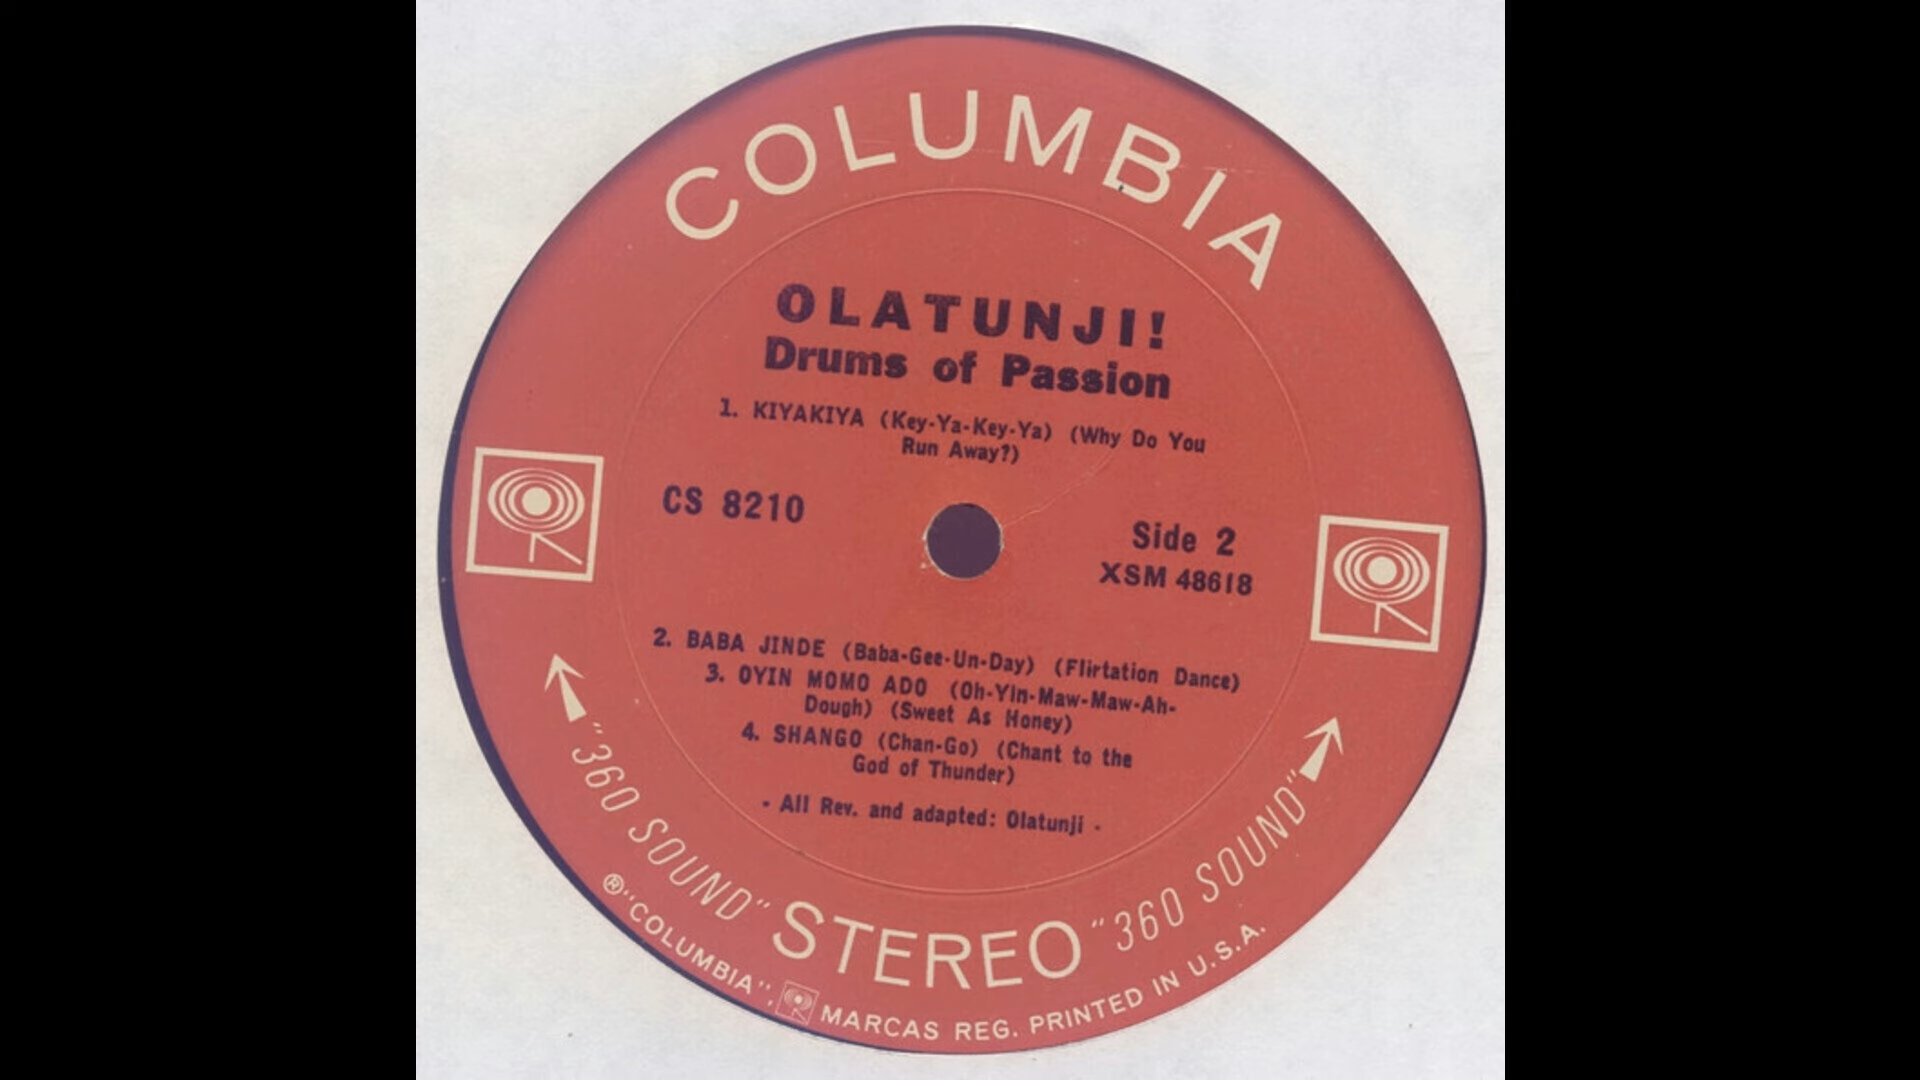 COLUMBIA
OLATUNJI!
Drums of Passion
1. KIYAKIYA (Key-Ya-Key-Ya) (Why Do You
Run Away?)
CS 8210
Side 2
XSM 48618
2. BABA JINDE (Baba-Gee-Un-Day) (Flirtation Dance)
3. OYIN MOMO ADO (Oh-Yin-Maw-Maw-Ah-
Dough) (Sweet As Honey)
4. SHANGO (Chan-Go) (Chant to the
God of Thunder)
- All Rev. and adapted: Olatunji -
"360 SOUND" STEREO "360 SOUND"
®"COLUMBIA", MARCAS REG. PRINTED IN U.S.A.